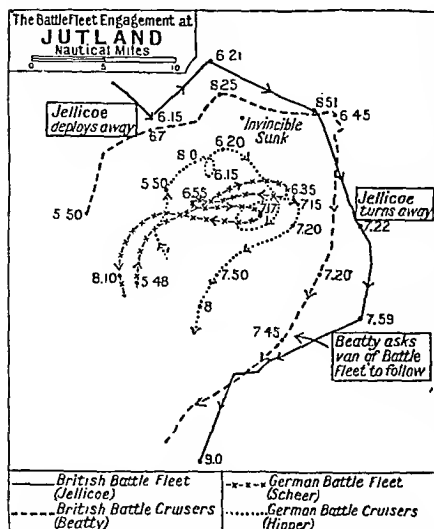 The Battle Fleet Engagement at
JUTLAND
Nautical Miles
0 5 10
6 21
8.25
8.51
6 45
6.15
6.7
Jellicoe
deploys away
Invincible
Sunk
6.20
8 0
6.15
5 50
6.55
6.35
7.15
7.17
7.20
5 50
Jellicoe
turns away
7.22
7.50
7.20
8.10
5 48
8
7.59
7 45
Beatty asks
van of Battle
Fleet to follow
9.0
British Battle Fleet
(Jellicoe)
British Battle Cruisers
(Beatty)
German Battle Fleet
(Scheer)
German Battle Cruisers
(Hipper)